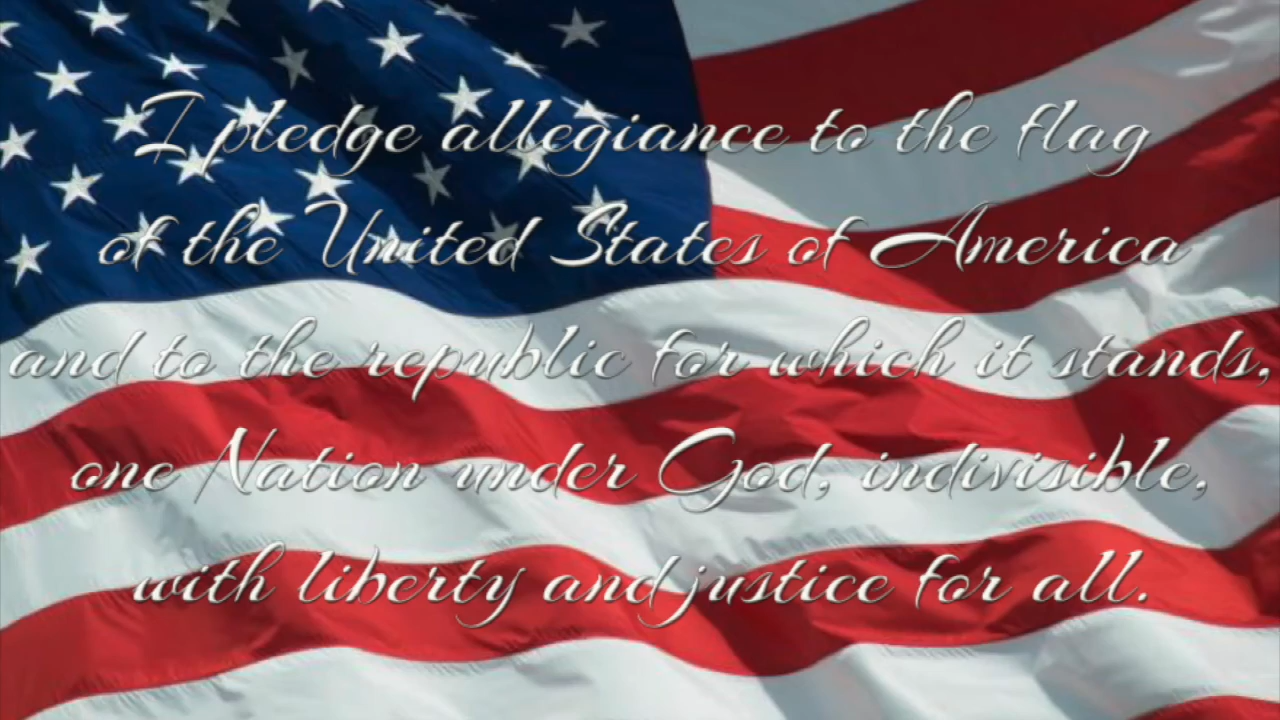 I pledge allegiance to the flag
of the United States of America
and to the republic for which it stands,
one Nation under God, indivisible,
with liberty and justice for all.